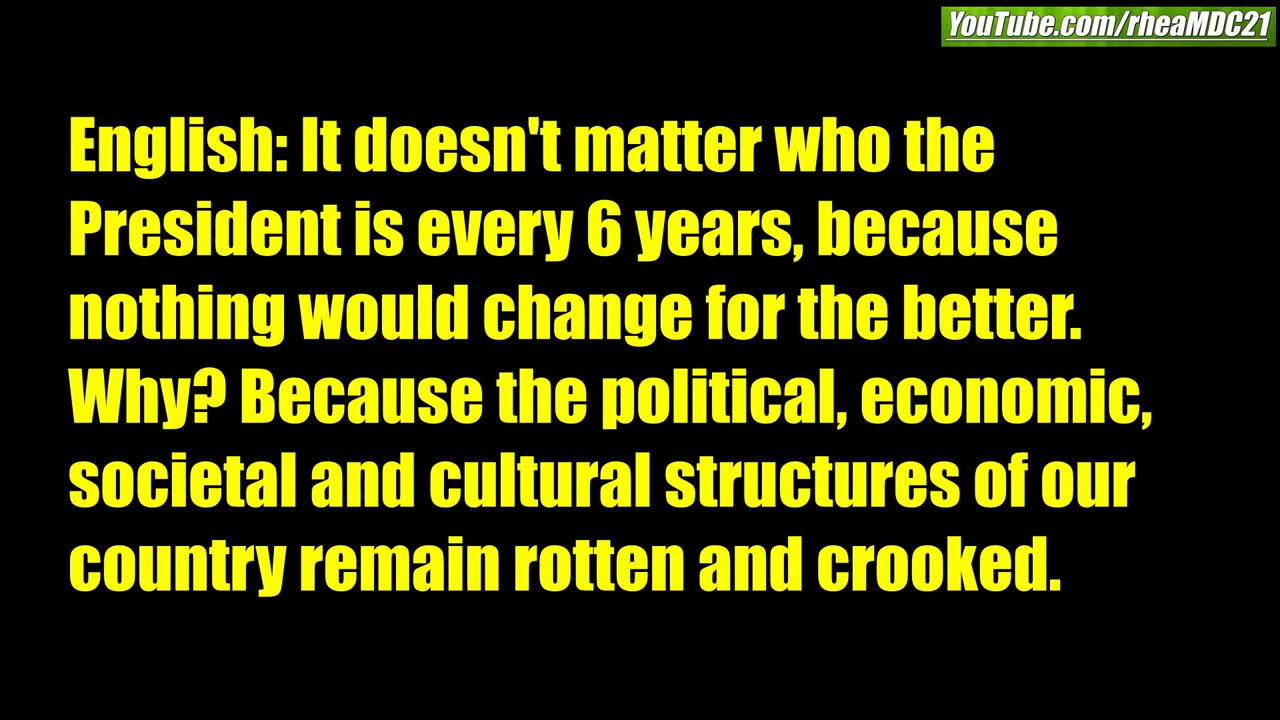 YouTube.com/rheaMDC21
English: It doesn't matter who the
President is every 6 years, because
nothing would change for the better.
Why? Because the political, economic,
societal and cultural structures of our
country remain rotten and crooked.